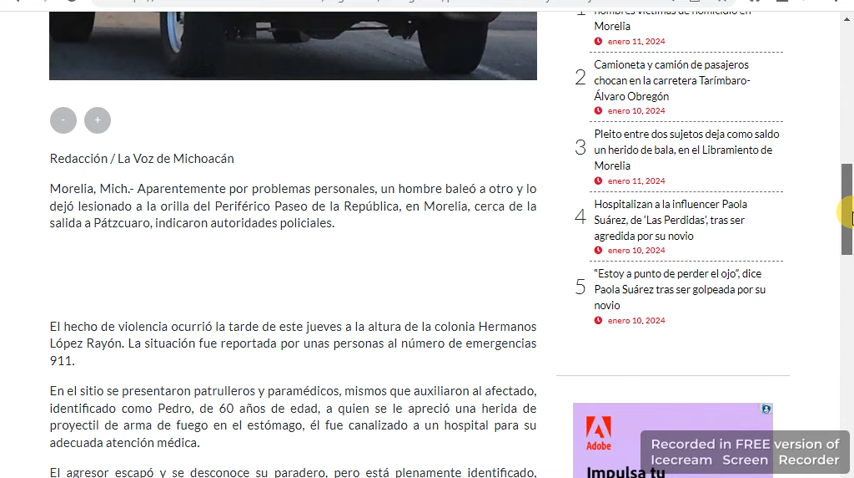 -
+
Redacción / La Voz de Michoacán
Morelia, Mich.- Aparentemente por problemas personales, un hombre baleó a otro y lo
dejó lesionado a la orilla del Periférico Paseo de la República, en Morelia, cerca de la
salida a Pátzcuaro, indicaron autoridades policiales.
El hecho de violencia ocurrió la tarde de este jueves a la altura de la colonia Hermanos
López Rayón. La situación fue reportada por unas personas al número de emergencias
911.
En el sitio se presentaron patrulleros y paramédicos, mismos que auxiliaron al afectado,
identificado como Pedro, de 60 años de edad, a quien se le apreció una herida de
proyectil de arma de fuego en el estómago, él fue canalizado a un hospital para su
adecuada atención médica.
El agresor escapó y se desconoce su paradero, pero está plenamente identificado,
hombres víctimas de homicidio en
Morelia
enero 11, 2024
2
Camioneta y camión de pasajeros
chocan en la carretera Tarímbaro-
Álvaro Obregón
enero 10, 2024
3
Pleito entre dos sujetos deja como saldo
un herido de bala, en el Libramiento de
Morelia
enero 11, 2024
4
Hospitalizan a la influencer Paola
Suárez, de ‘Las Perdidas’, tras ser
agredida por su novio
enero 10, 2024
5
“Estoy a punto de perder el ojo”, dice
Paola Suárez tras ser golpeada por su
novio
enero 10, 2024
Adobe
Impulsa tu
Recorded in FREE version of
Icecream Screen Recorder